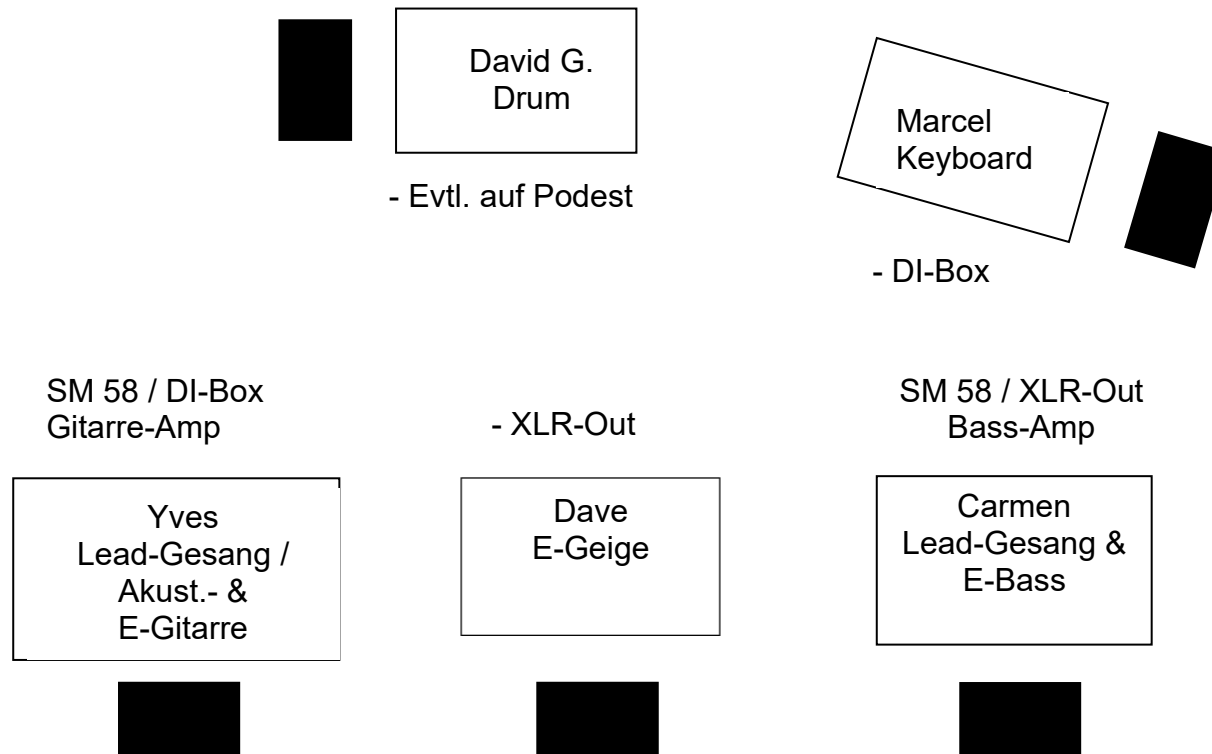 David G.
Drum
- Evtl. auf Podest
Marcel
Keyboard
- DI-Box
SM 58 / DI-Box
Gitarre-Amp
Yves
Lead-Gesang /
Akust.- &
E-Gitarre
- XLR-Out
Dave
E-Geige
SM 58 / XLR-Out
Bass-Amp
Carmen
Lead-Gesang &
E-Bass